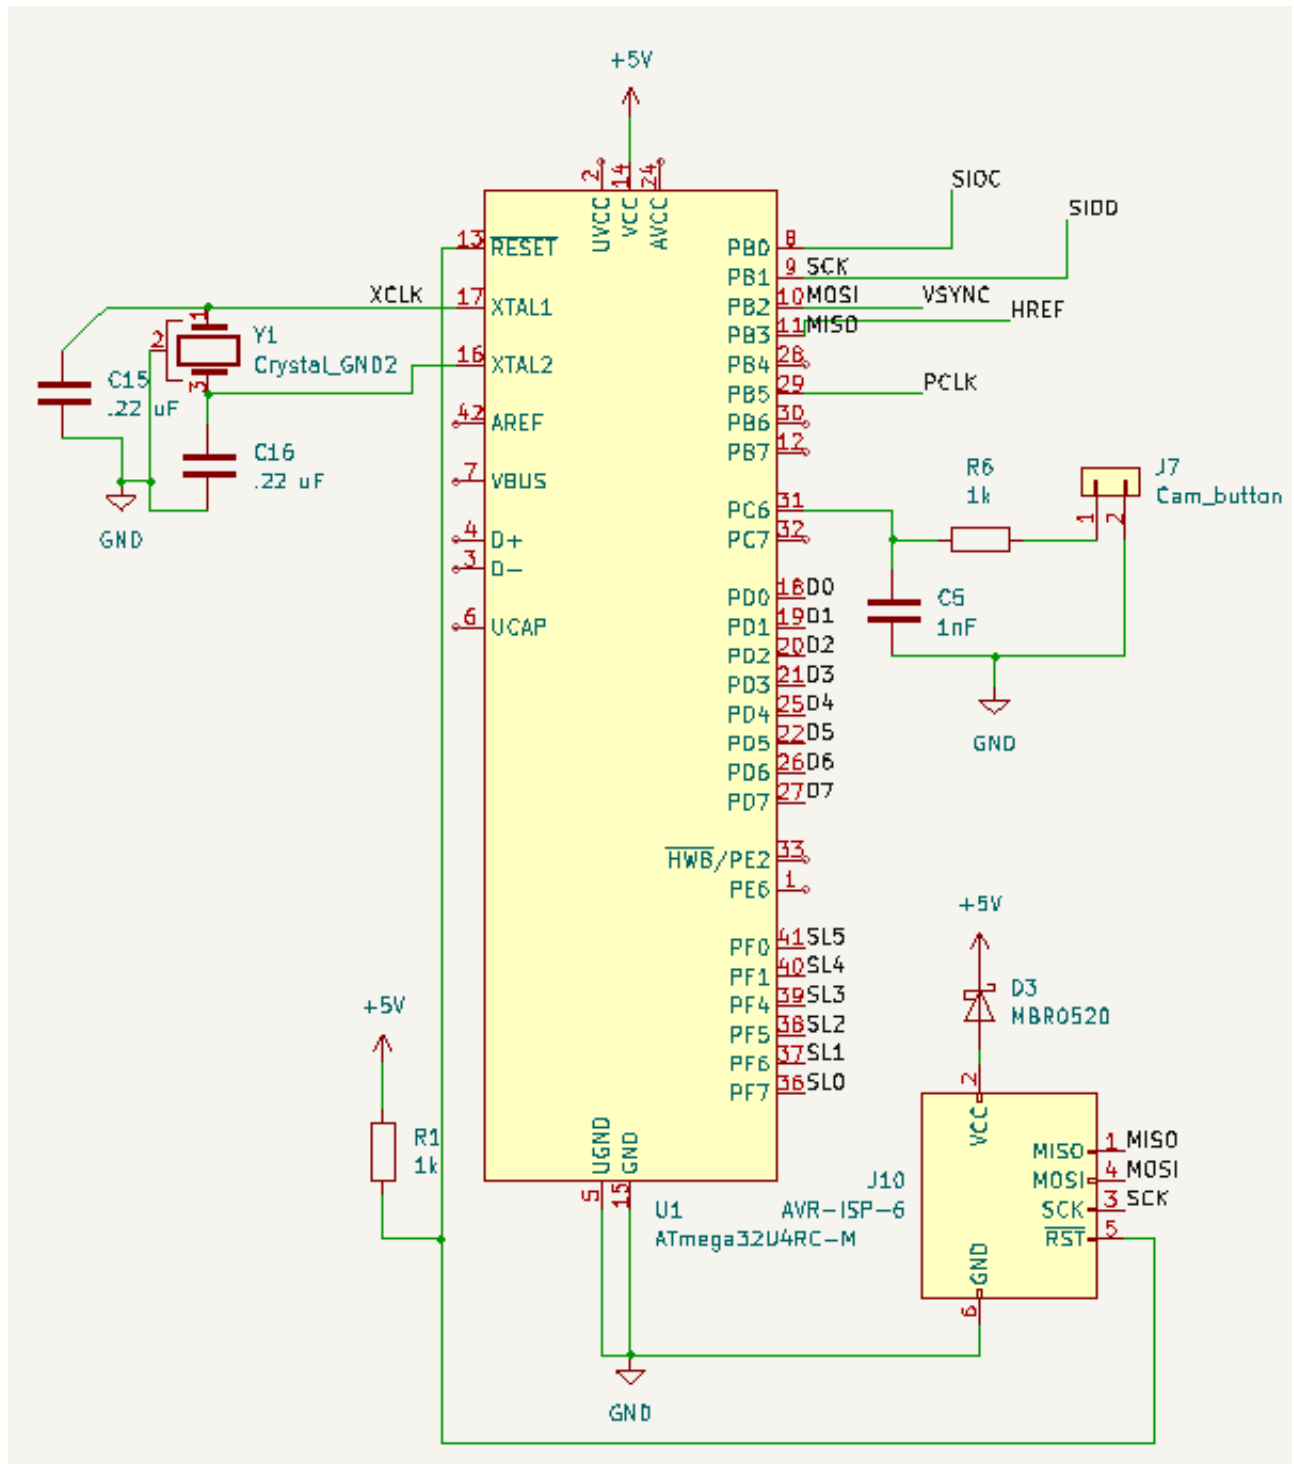 +5V
2
14
24
UVCC
VCC
AVCC
SIOC
SIOD
13
RESET
PB0
8
PB1
9
SCK
XCLK
17
XTAL1
PB2
10
MOSI
VSYNC
HREF
PB3
11
MISO
1
2
3
Y1
Crystal_GND2
16
XTAL2
PB4
28
C15
.22 uF
PB5
29
PCLK
42
AREF
PB6
30
PB7
12
C16
.22 uF
7
VBUS
R6
1k
J7
Cam_button
1
2
PC6
31
GND
4
D+
PC7
32
3
D-
PD0
18
D0
C5
1nF
6
UCAP
PD1
19
D1
PD2
20
D2
PD3
21
D3
PD4
25
D4
PD5
22
D5
GND
PD6
26
D6
PD7
27
D7
HWB/PE2
33
PE6
1
+5V
PF0
41
SL5
PF1
40
SL4
PF4
39
SL3
D3
MBR0520
+5V
PF5
38
SL2
PF6
37
SL1
PF7
36
SL0
2
VCC
R1
1k
UGND
GND
MISO
1
MISO
MOSI
4
MOSI
J10
AVR-ISP-6
SCK
3
SCK
5
15
U1
ATmega32U4RC-M
RST
5
GND
6
GND